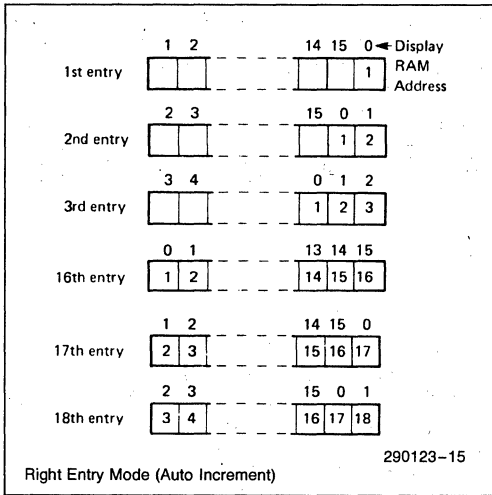 1 2 14 15 0 Display
RAM
Address
1st entry 1
2 3 15 0 1
2nd entry 1 2
3 4 0 1 2
3rd entry 1 2 3
0 1 13 14 15
16th entry 1 2 14 15 16
1 2 14 15 0
17th entry 2 3 15 16 17
2 3 15 0 1
18th entry 3 4 16 17 18
290123–15
Right Entry Mode (Auto Increment)